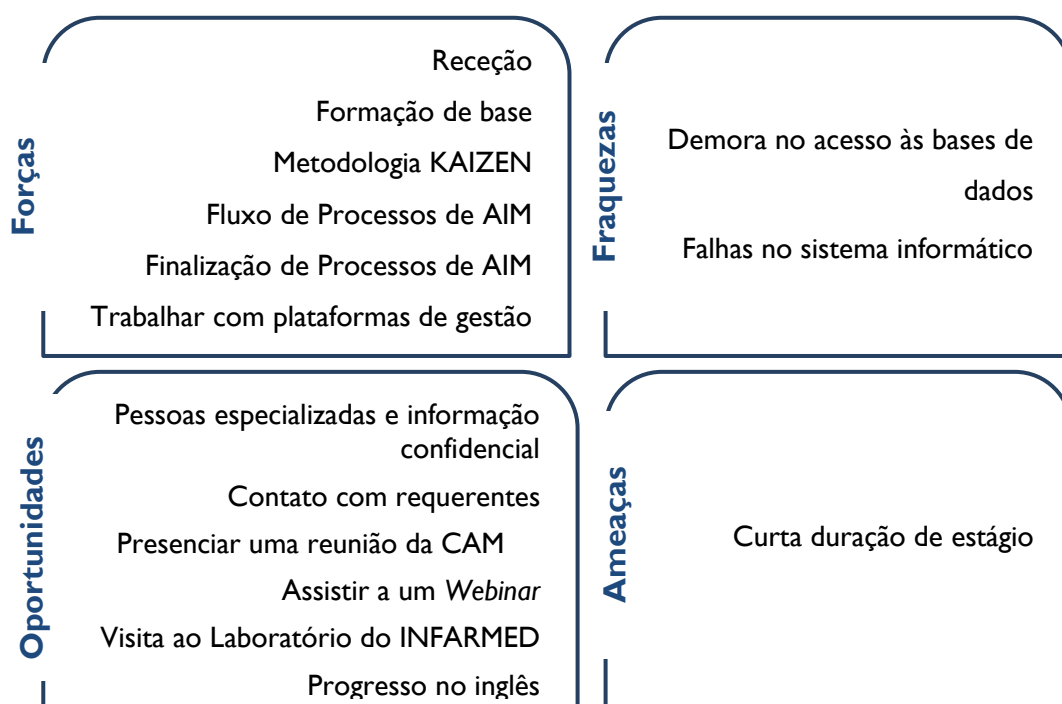 Forças
Receção
Formação de base
Metodologia KAIZEN
Fluxo de Processos de AIM
Finalização de Processos de AIM
Trabalhar com plataformas de gestão
Fraquezas
Demora no acesso às bases de
dados
Falhas no sistema informático
Oportunidades
Pessoas especializadas e informação
confidencial
Contato com requerentes
Presenciar uma reunião da CAM
Assistir a um Webinar
Visita ao Laboratório do INFARMED
Progresso no inglês
Ameaças
Curta duração de estágio